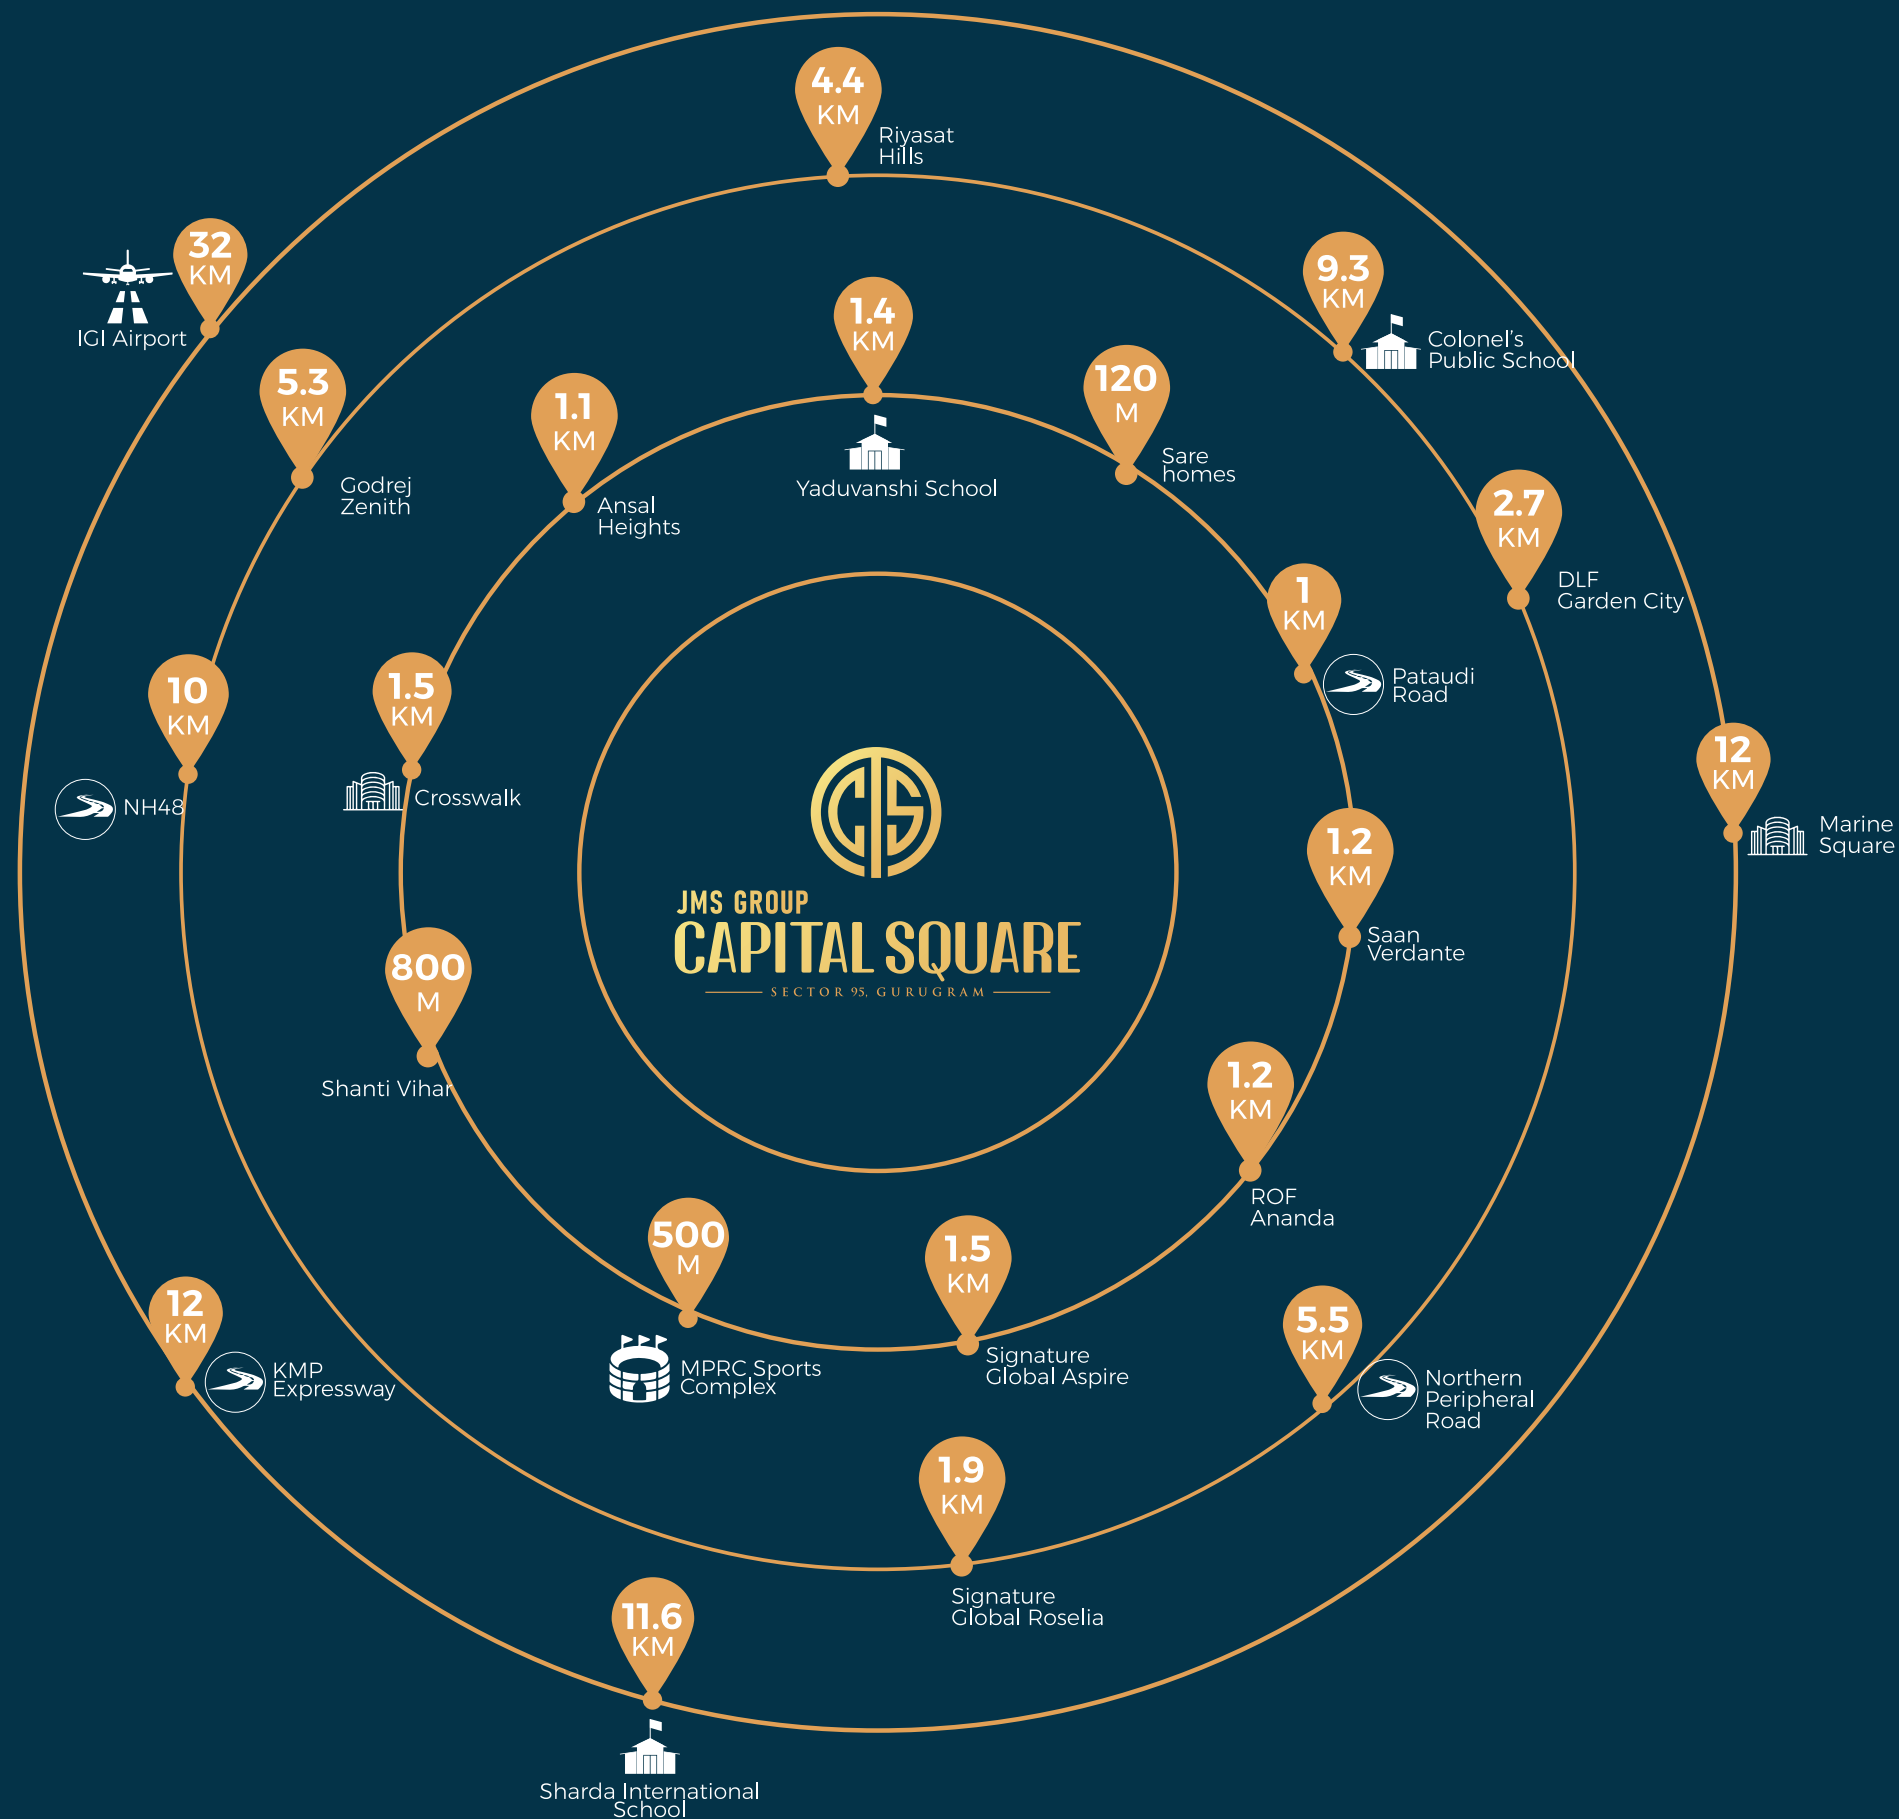 4.4
KM
Riyasat
Hills
32
KM
IGI Airport
9.3
KM
Colonel's
Public School
1.4
KM
Yaduvanshi School
5.3
KM
Godrej
Zenith
1.1
KM
Ansal
Heights
120
M
Sare
homes
2.7
KM
DLF
Garden City
1
KM
Pataudi
Road
10
KM
NH48
1.5
KM
Crosswalk
12
KM
Marine
Square
JMS GROUP
CAPITAL SQUARE
SECTOR 95, GURUGRAM
1.2
KM
Saan
Verdante
800
M
Shanti Vihar
1.2
KM
ROF
Ananda
500
M
MPRC Sports
Complex
1.5
KM
Signature
Global Aspire
12
KM
KMP
Expressway
5.5
KM
Northern
Peripheral
Road
1.9
KM
Signature
Global Roselia
11.6
KM
Sharda International
School